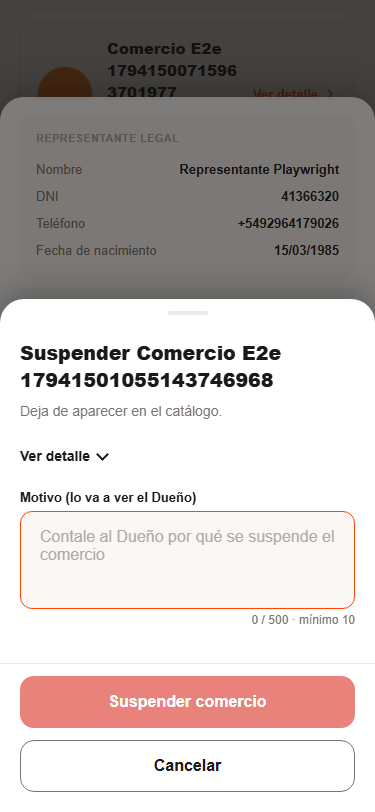 Comercio E2e
1794150071596
3701977
Ver detalle
REPRESENTANTE LEGAL
Nombre Representante Playwright
DNI 41366320
Teléfono +5492964179026
Fecha de nacimiento 15/03/1985
Suspender Comercio E2e
17941501055143746968
Deja de aparecer en el catálogo.
Ver detalle
Motivo (lo va a ver el Dueño)
Contale al Dueño por qué se suspende el
comercio
0 / 500 · mínimo 10
Suspender comercio
Cancelar